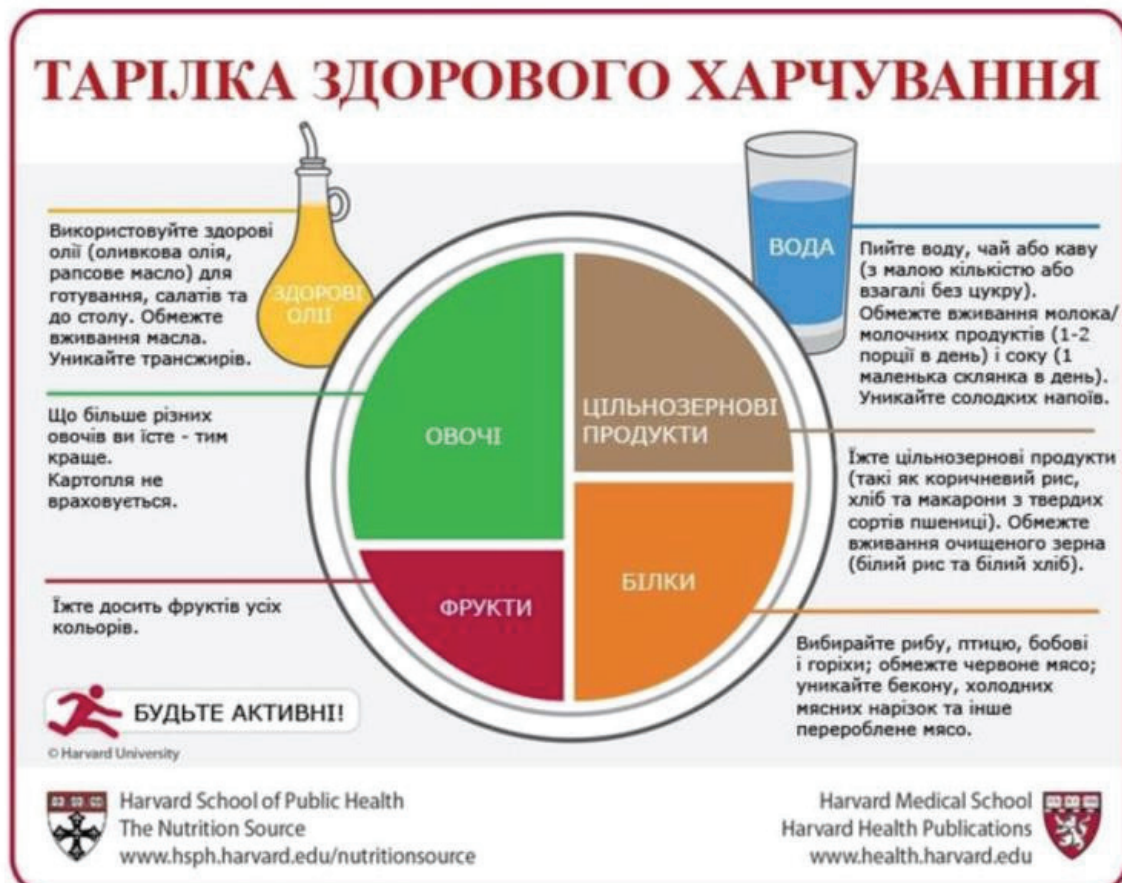 ТАРІЛКА ЗДОРОВОГО ХАРЧУВАННЯ
Використовуйте здорові
олії (оливкова олія,
рапсове масло) для
готування, салатів та
до столу. Обмежте
вживання масла.
Уникайте трансжирів.
ЗДОРОВІ
ОЛІЇ
ВОДА
Пийте воду, чай або каву
(з малою кількістю або
взагалі без цукру).
Обмежте вживання молока/
молочних продуктів (1-2
порції в день) і соку (1
маленька склянка в день).
Уникайте солодких напоїв.
Що більше різних
овочів ви їсте - тим
краще.
Картопля не
враховується.
ОВОЧІ
ЦІЛЬНОЗЕРНОВІ
ПРОДУКТИ
Їжте цільнозернові продукти
(такі як коричневий рис,
хліб та макарони з твердих
сортів пшениці). Обмежте
вживання очищеного зерна
(білий рис та білий хліб).
Їжте досить фруктів усіх
кольорів.
ФРУКТИ
БІЛКИ
Вибирайте рибу, птицю, бобові
і горіхи; обмежте червоне мясо;
уникайте бекону, холодних
мясних нарізок та інше
перероблене мясо.
БУДЬТЕ АКТИВНІ!
© Harvard University
Harvard School of Public Health
The Nutrition Source
www.hsph.harvard.edu/nutritionsource
Harvard Medical School
Harvard Health Publications
www.health.harvard.edu